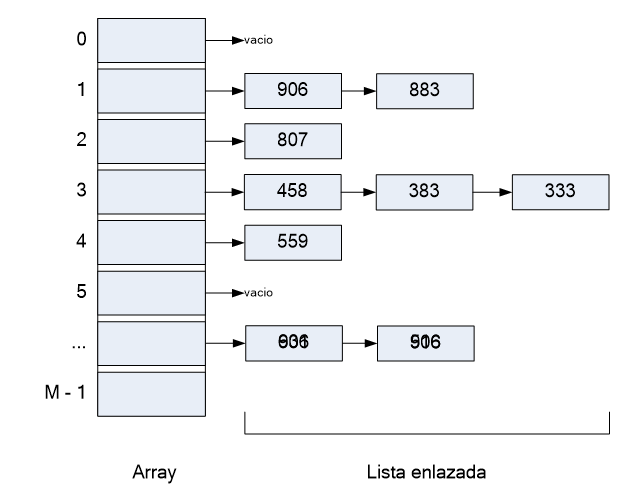 0 vacio
1 906 883
2 807
3 458 383 333
4 559
5 vacio
...
M - 1
Array Lista enlazada